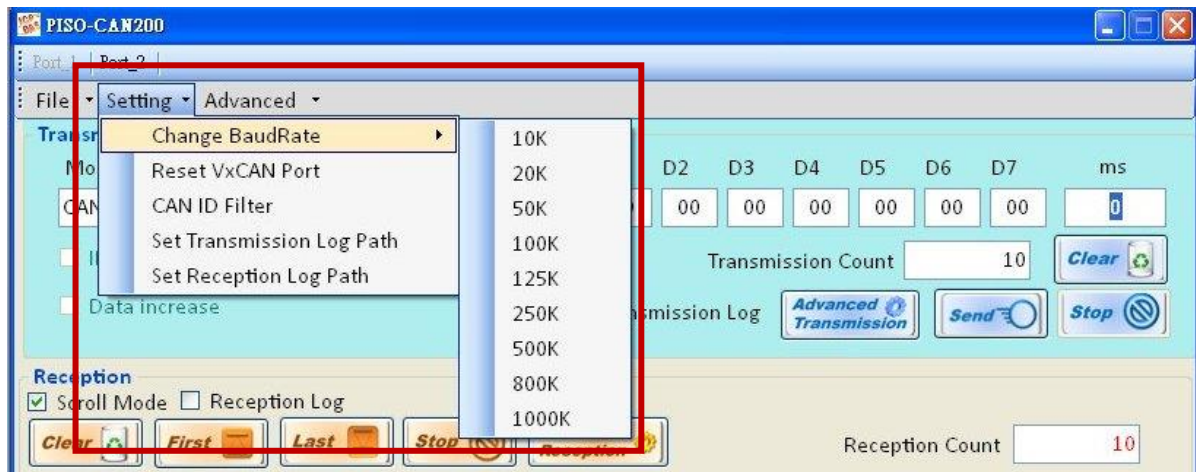 PISO-CAN200
Port_1 Port_2
File Setting Advanced
Change BaudRate
Reset VxCAN Port
CAN ID Filter
Set Transmission Log Path
Set Reception Log Path
10K
20K
50K
100K
125K
250K
500K
800K
1000K
D2 D3 D4 D5 D6 D7 ms
CAN 00 00 00 00 00 00 0
Transmission Count 10 Clear
Data increase Log Advanced Transmission Send Stop
Reception
Scroll Mode Reception Log
Clear First Last Stop Reception Reception Count 10